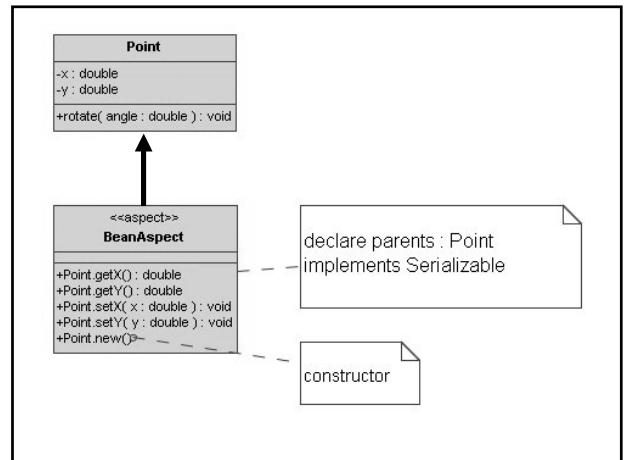 Point
-x : double
-y : double
+rotate( angle : double ) : void
<<aspect>>
BeanAspect
+Point.getX() : double
+Point.getY() : double
+Point.setX( x : double ) : void
+Point.setY( y : double ) : void
+Point.new()
declare parents : Point
implements Serializable
constructor